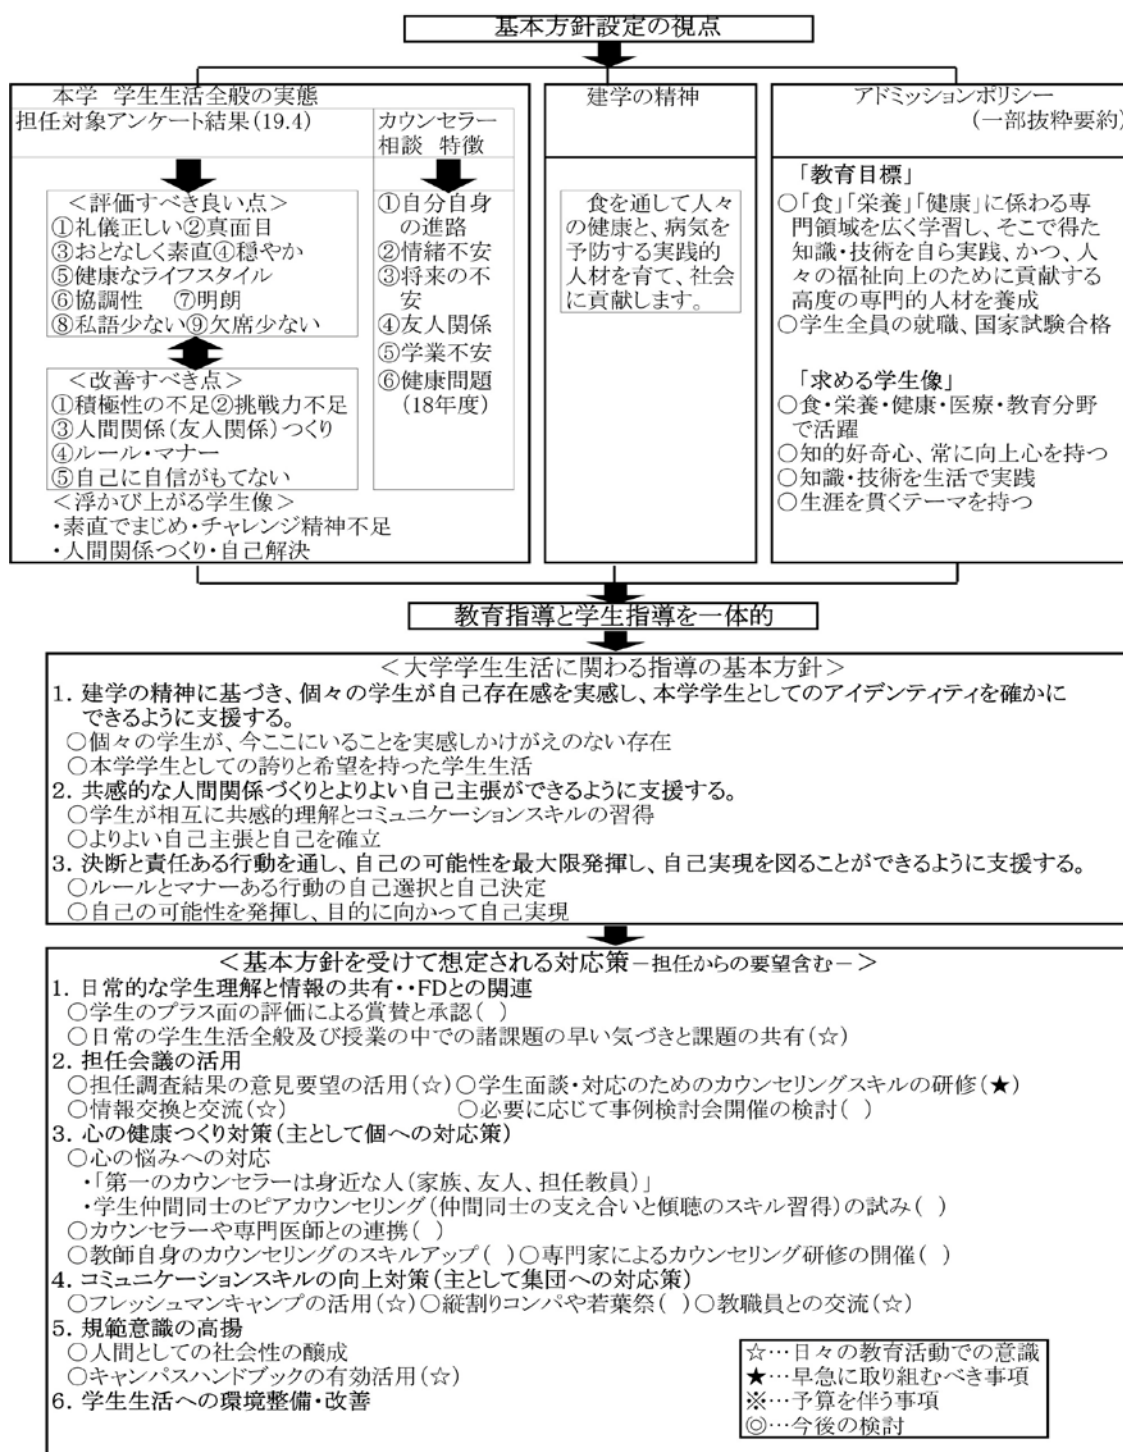 基本方針設定の視点
本学 学生生活全般の実態
担任対象アンケート結果(19.4)
＜評価すべき良い点＞
①礼儀正しい②真面目
③おとなしく素直④穏やか
⑤健康なライフスタイル
⑥協調性 ⑦明朗
⑧私語少ない⑨欠席少ない
＜改善すべき点＞
①積極性の不足②挑戦力不足
③人間関係(友人関係)つくり
④ルール・マナー
⑤自己に自信がもてない
＜浮かび上がる学生像＞
・素直でまじめ・チャレンジ精神不足
・人間関係つくり・自己解決
カウンセラー
相談 特徴
①自分自身
の進路
②情緒不安
③将来の不
安
④友人関係
⑤学業不安
⑥健康問題
(18年度)
建学の精神
食を通して人々
の健康と、病気を
予防する実践的
人材を育て、社会
に貢献します。
アドミッションポリシー
(一部抜粋要約)
「教育目標」
○「食」「栄養」「健康」に係わる専
門領域を広く学習し、そこで得た
知識・技術を自ら実践、かつ、人
々の福祉向上のために貢献する
高度の専門的人材を養成
○学生全員の就職、国家試験合格
「求める学生像」
○食・栄養・健康・医療・教育分野
で活躍
○知的好奇心、常に向上心を持つ
○知識・技術を生活で実践
○生涯を貫くテーマを持つ
教育指導と学生指導を一体的
＜大学学生生活に関わる指導の基本方針＞
1. 建学の精神に基づき、個々の学生が自己存在感を実感し、本学学生としてのアイデンティティを確かに
できるように支援する。
○個々の学生が、今ここにいることを実感しかけがえのない存在
○本学学生としての誇りと希望を持った学生生活
2. 共感的な人間関係づくりとよりよい自己主張ができるように支援する。
○学生が相互に共感的理解とコミュニケーションスキルの習得
○よりよい自己主張と自己を確立
3. 決断と責任ある行動を通し、自己の可能性を最大限発揮し、自己実現を図ることができるように支援する。
○ルールとマナーある行動の自己選択と自己決定
○自己の可能性を発揮し、目的に向かって自己実現
＜基本方針を受けて想定される対応策－担任からの要望含む－＞
1. 日常的な学生理解と情報の共有・・FDとの関連
○学生のプラス面の評価による賞賛と承認( )
○日常の学生生活全般及び授業の中での諸課題の早い気づきと課題の共有(☆)
2. 担任会議の活用
○担任調査結果の意見要望の活用(☆)○学生面談・対応のためのカウンセリングスキルの研修(★)
○情報交換と交流(☆) ○必要に応じて事例検討会開催の検討( )
3. 心の健康つくり対策(主として個への対応策)
○心の悩みへの対応
・「第一のカウンセラーは身近な人(家族、友人、担任教員)」
・学生仲間同士のピアカウンセリング(仲間同士の支え合いと傾聴のスキル習得)の試み( )
○カウンセラーや専門医師との連携( )
○教師自身のカウンセリングのスキルアップ( )○専門家によるカウンセリング研修の開催( )
4. コミュニケーションスキルの向上対策(主として集団への対応策)
○フレッシュマンキャンプの活用(☆)○縦割りコンパや若葉祭( )○教職員との交流(☆)
5. 規範意識の高揚
○人間としての社会性の醸成
○キャンパスハンドブックの有効活用(☆)
6. 学生生活への環境整備・改善
☆…日々の教育活動での意識
★…早急に取り組むべき事項
※…予算を伴う事項
◎…今後の検討